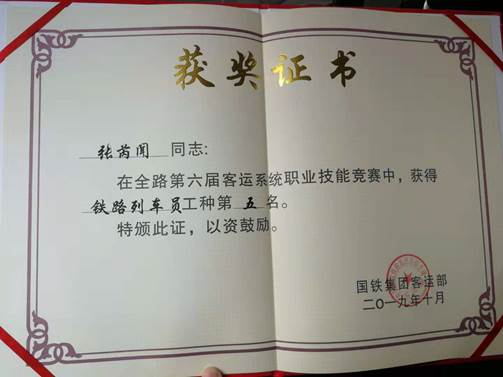 获奖证书
张芮闻 同志:
在全路第六届客运系统职业技能竞赛中，获得
铁路列车员工种第 五 名。
特颁此证，以资鼓励。
国铁集团客运部
二〇一九年十月